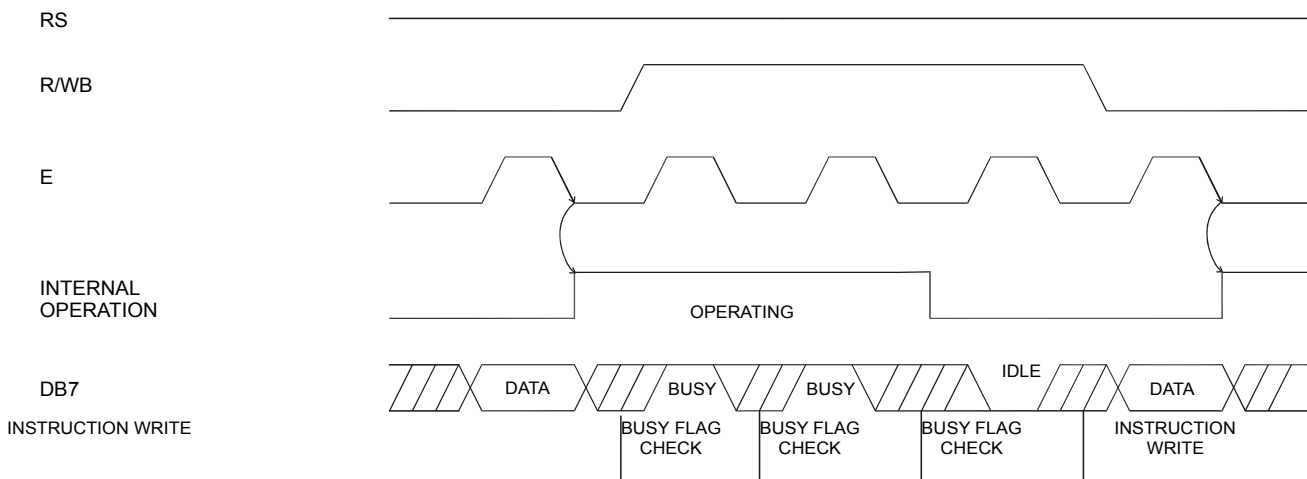 RS
R/WB
E
INTERNAL
OPERATION
OPERATING
DB7
DATA
BUSY
BUSY
IDLE
DATA
INSTRUCTION WRITE
BUSY FLAG
CHECK
BUSY FLAG
CHECK
BUSY FLAG
CHECK
INSTRUCTION
WRITE